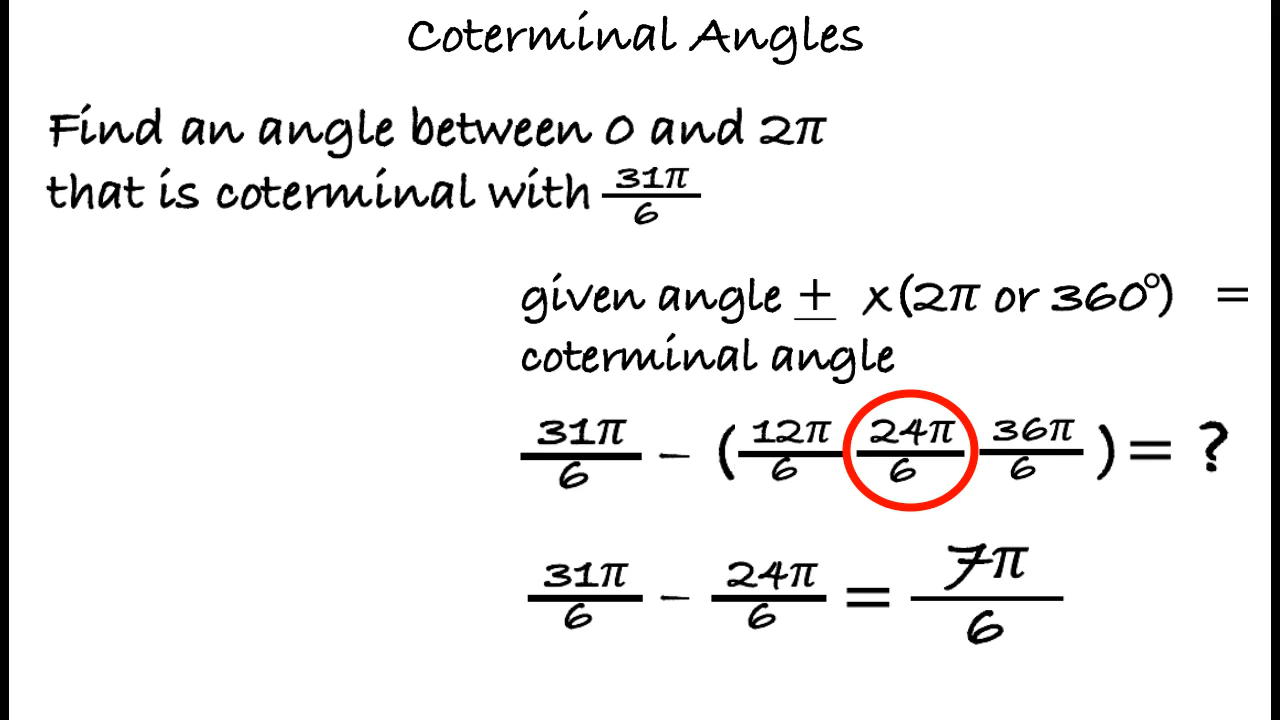 Coterminal Angles
Find an angle between 0 and 2π
that is coterminal with 31π/6
given angle ± x(2π or 360°) =
coterminal angle
31π/6 − (12π/6 24π/6 36π/6) = ?
31π/6 − 24π/6 = 7π/6